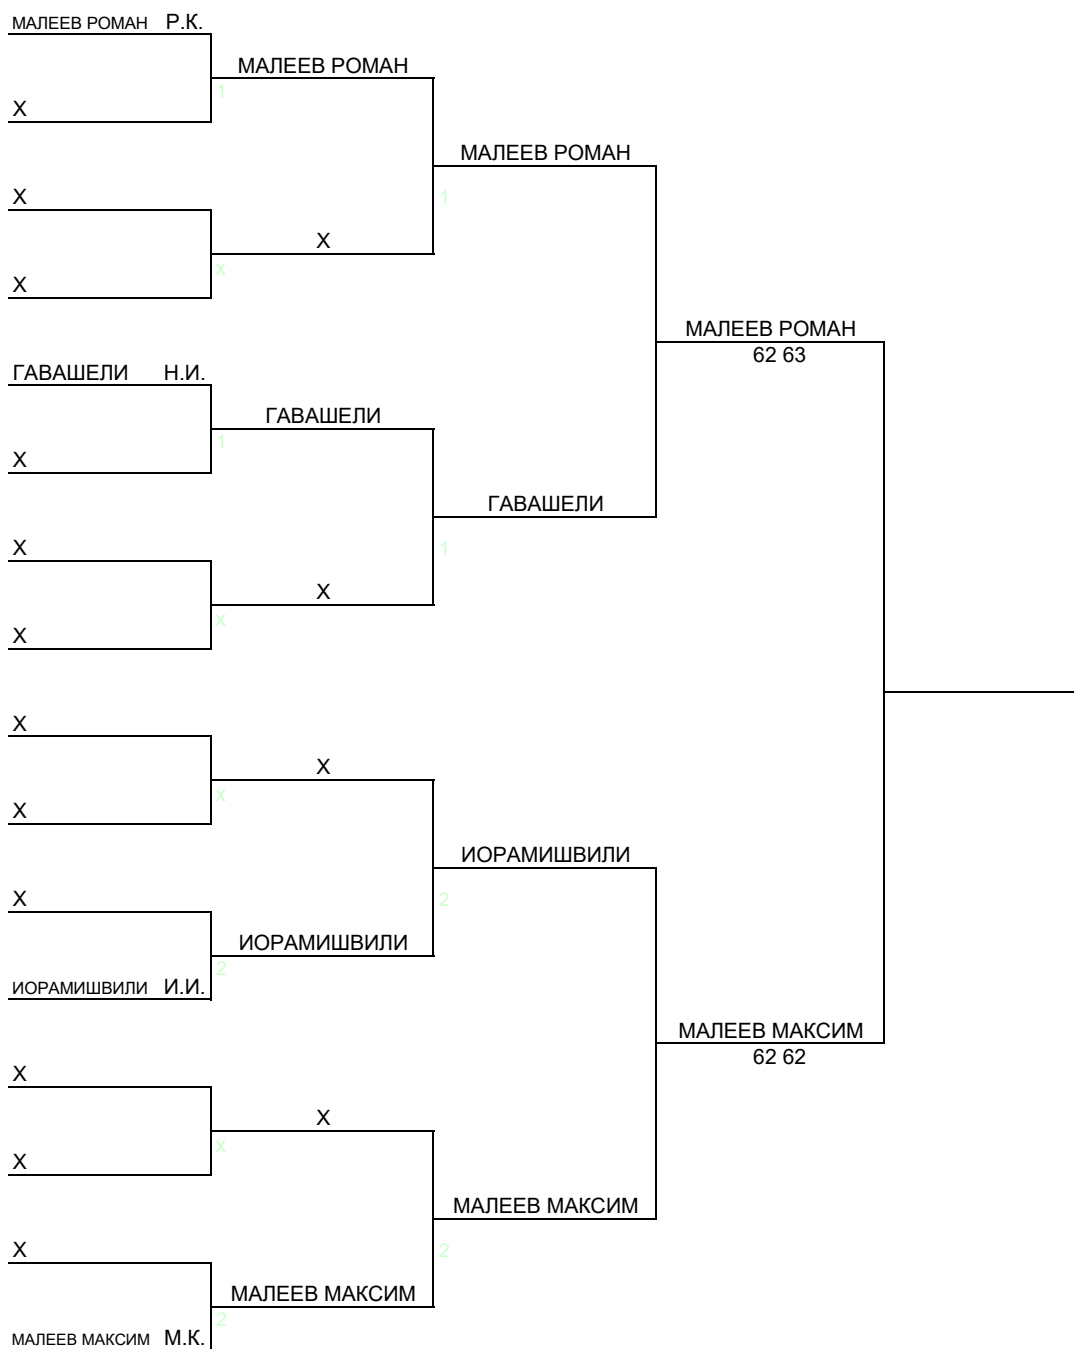 МАЛЕЕВ РОМАН Р.К.
МАЛЕЕВ РОМАН
1
X
МАЛЕЕВ РОМАН
X
1
X
x
X
МАЛЕЕВ РОМАН
62 63
ГАВАШЕЛИ Н.И.
ГАВАШЕЛИ
1
X
ГАВАШЕЛИ
X
1
X
x
X
X
X
x
X
ИОРАМИШВИЛИ
X
2
ИОРАМИШВИЛИ
2
ИОРАМИШВИЛИ И.И.
МАЛЕЕВ МАКСИМ
62 62
X
X
x
X
МАЛЕЕВ МАКСИМ
X
2
МАЛЕЕВ МАКСИМ
2
МАЛЕЕВ МАКСИМ М.К.